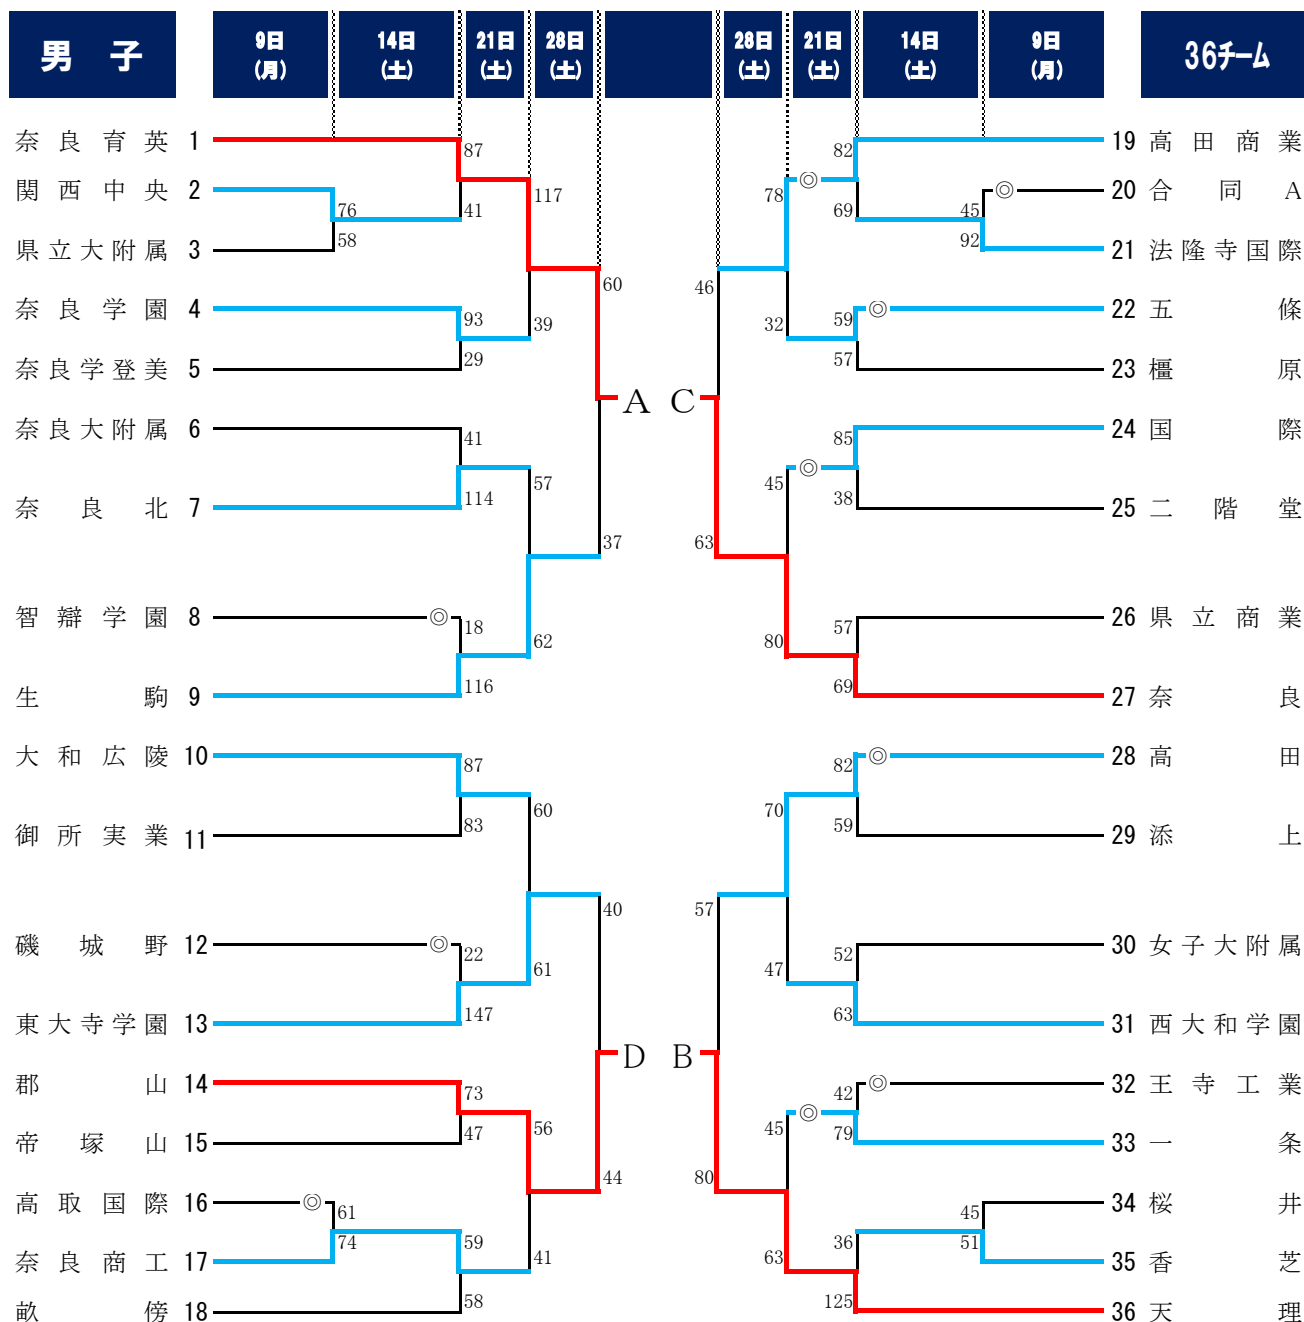 男子 9日(月) 14日(土) 21日(土) 28日(土) 28日(土) 21日(土) 14日(土) 9日(月) 36チーム
奈良育英 1 87 82 19 高田商業
関西中央 2 117 78 ◎ ◎ 20 合同A
76 41 69 45
58 92
県立大附属 3 21 法隆寺国際
60 46
奈良学園 4 93 39 32 59 ◎ 22 五條
29 57
奈良学登美 5 23 橿原
A C
奈良大附属 6 41 85 24 国際
57 45 ◎
114 38
奈良北 7 25 二階堂
37 63
智辯学園 8 ◎ 18 57 26 県立商業
62 80
116 69
生駒 9 27 奈良
大和広陵 10 87 82 ◎ 28 高田
60 70
83 59
御所実業 11 29 添上
40 57
磯城野 12 ◎ 22 52 30 女子大附属
61 47
147 63
東大寺学園 13 31 西大和学園
D B
郡山 14 73 42 ◎ 32 王寺工業
56 45 ◎
47 79
帝塚山 15 33 一条
44 80
高取国際 16 ◎ 61 45 34 桜井
74 59 36 51
41 63
奈良商工 17 35 香芝
58 125
畝傍 18 36 天理